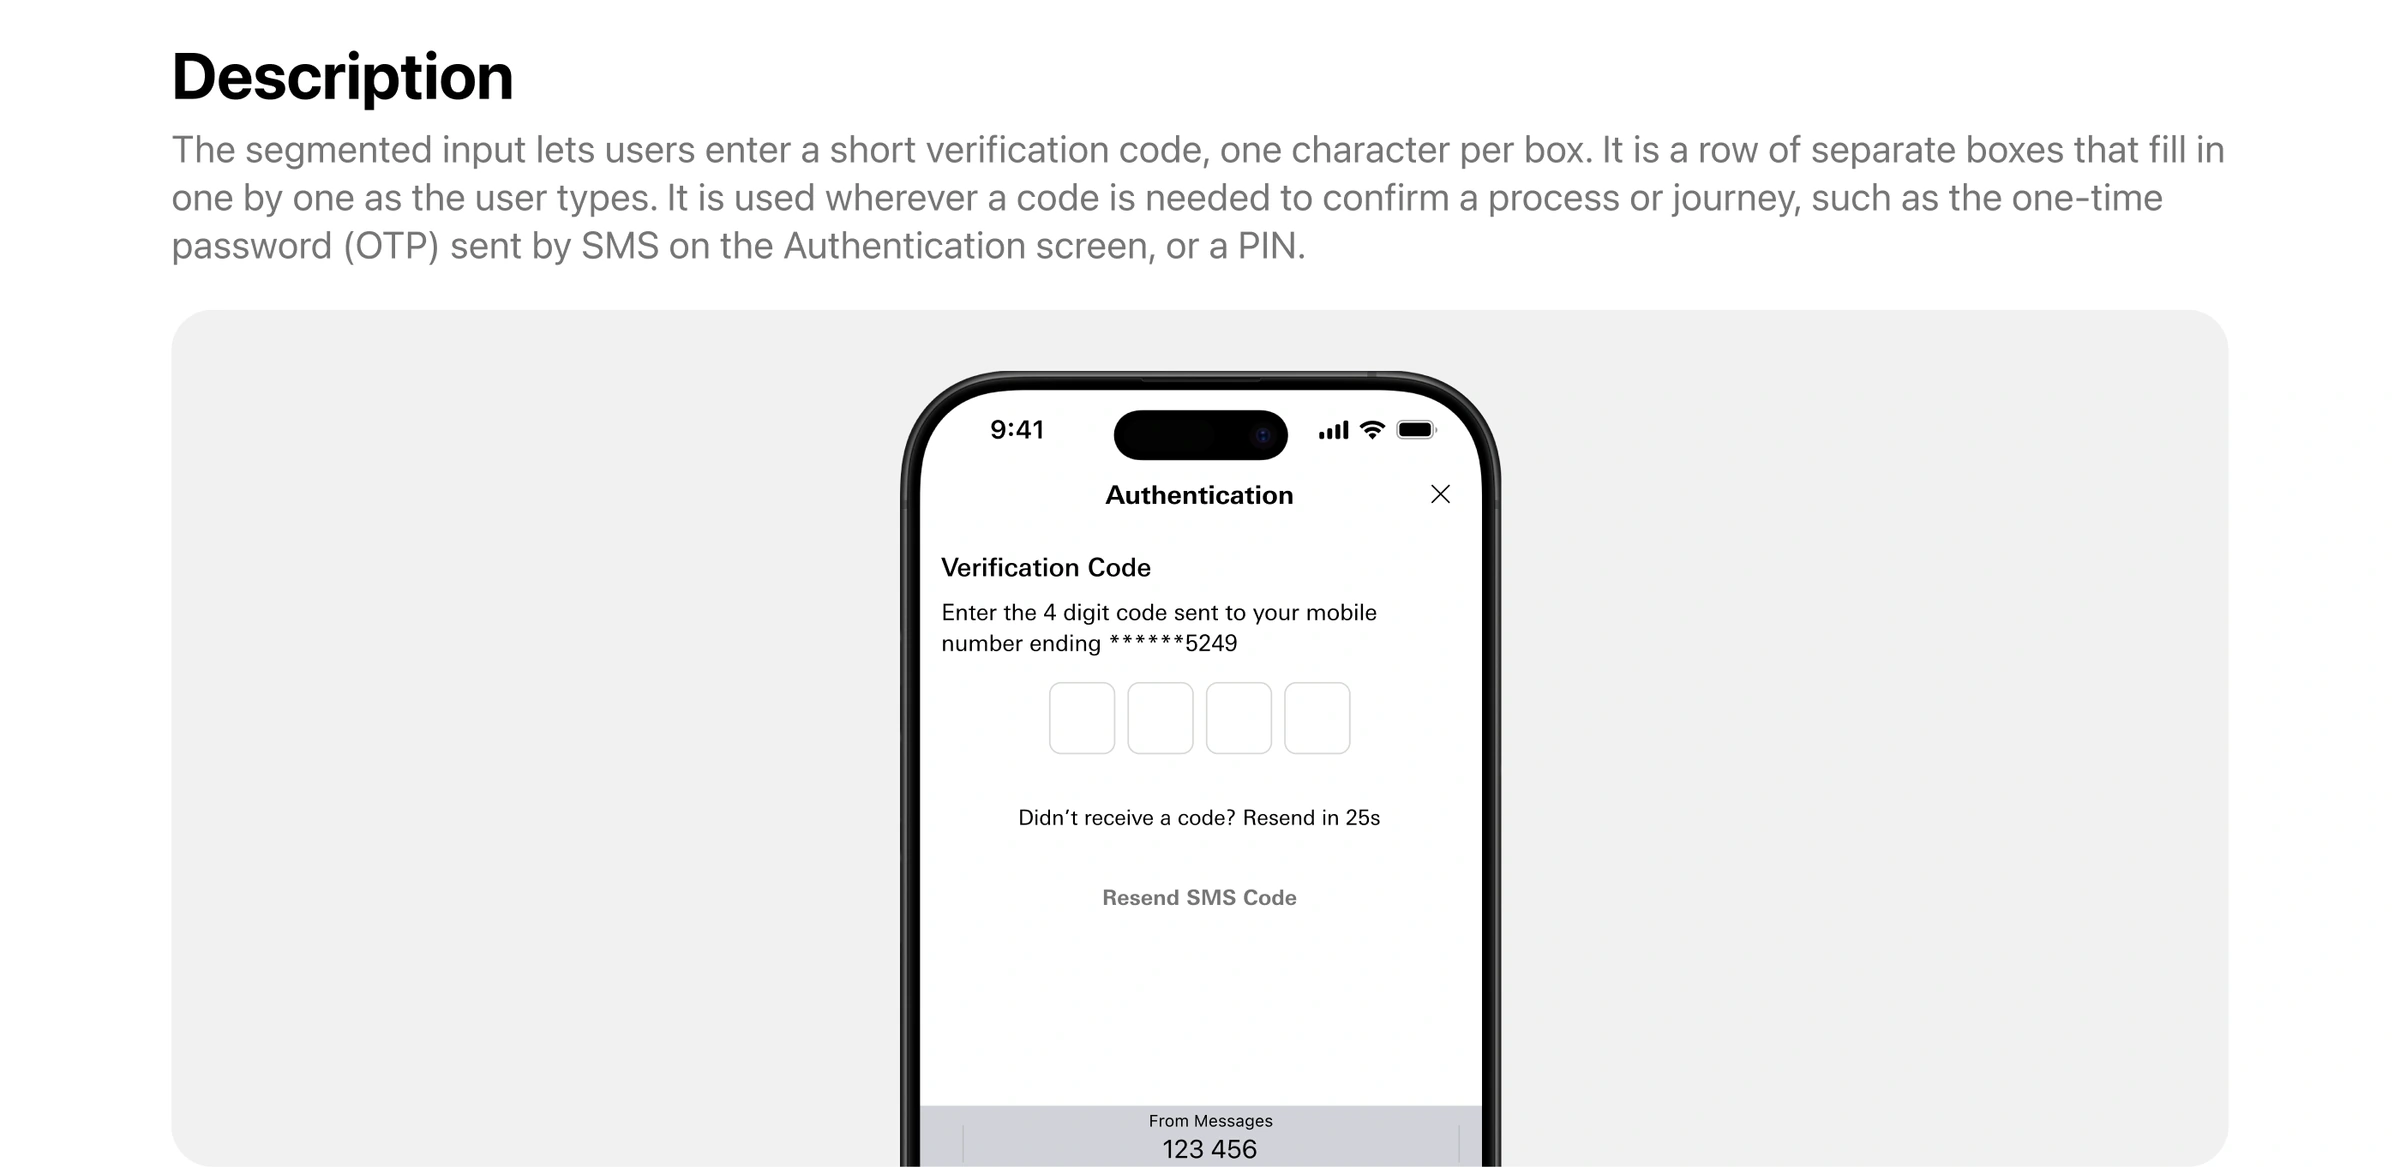 Description
The segmented input lets users enter a short verification code, one character per box. It is a row of separate boxes that fill in
one by one as the user types. It is used wherever a code is needed to confirm a process or journey, such as the one-time
password (OTP) sent by SMS on the Authentication screen, or a PIN.
9:41
Authentication
Verification Code
Enter the 4 digit code sent to your mobile
number ending ******5249
Didn’t receive a code? Resend in 25s
Resend SMS Code
From Messages
123 456